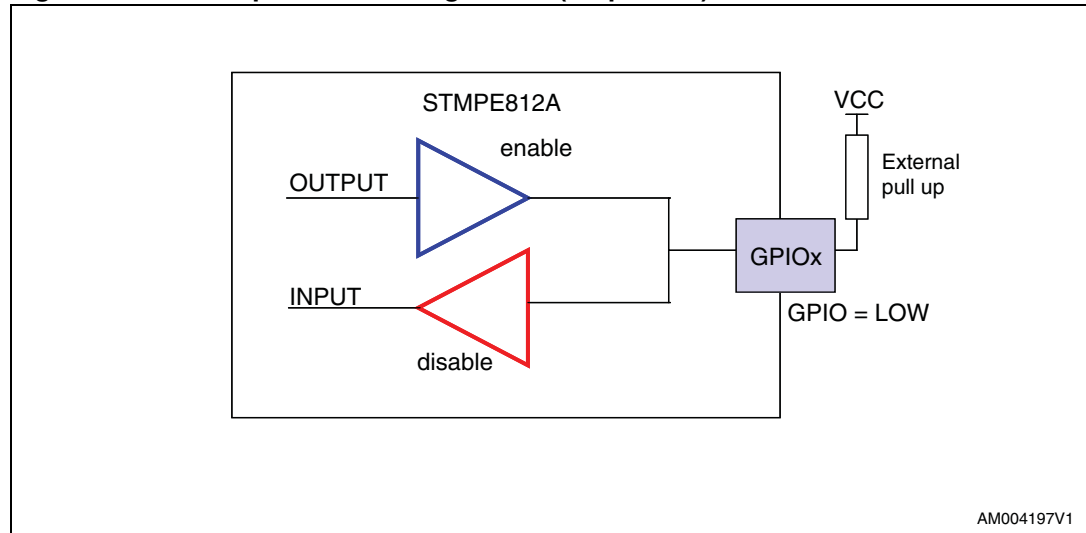 STMPE812A
VCC
enable
External
pull up
OUTPUT
GPIOx
INPUT
GPIO = LOW
disable
AM004197V1